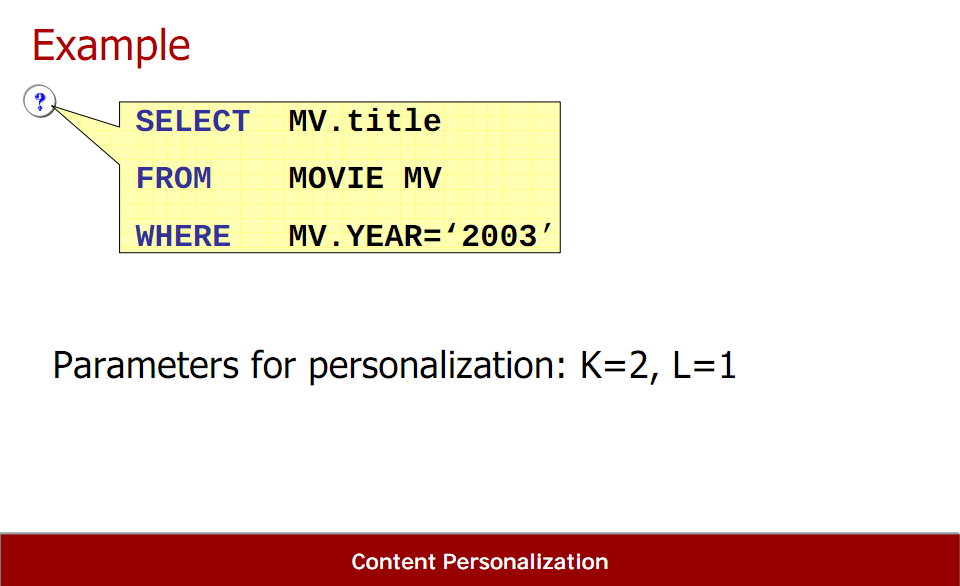 Example
?
SELECT MV.title
FROM MOVIE MV
WHERE MV.YEAR=‘2003’
Parameters for personalization: K=2, L=1
Content Personalization